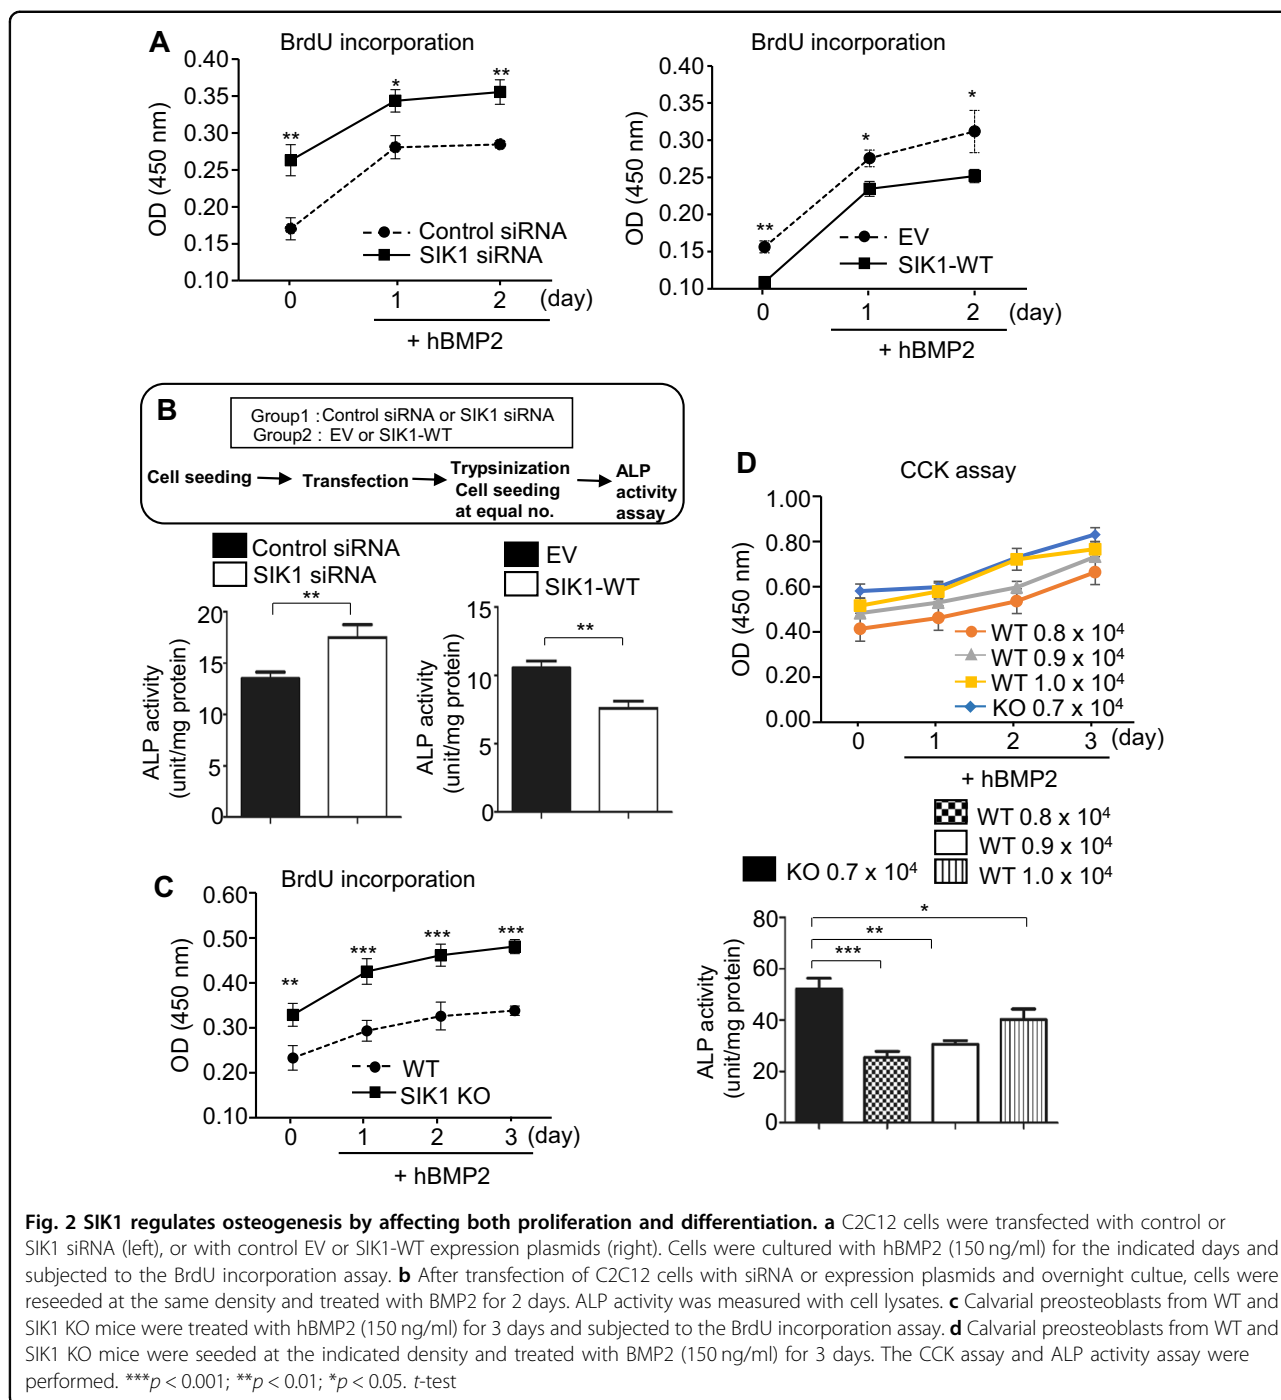 A
BrdU incorporation
OD (450 nm)
0.40
0.35
0.30
0.25
0.20
0.15
0.10
**
*
**
Control siRNA
SIK1 siRNA
0 1 2 (day)
+ hBMP2
BrdU incorporation
OD (450 nm)
0.40
0.35
0.30
0.25
0.20
0.15
0.10
**
*
*
EV
SIK1-WT
0 1 2 (day)
+ hBMP2
B
Group1 : Control siRNA or SIK1 siRNA
Group2 : EV or SIK1-WT
Cell seeding
Transfection
Trypsinization
Cell seeding
at equal no.
ALP
activity
assay
Control siRNA
SIK1 siRNA
ALP activity
(unit/mg protein)
20
15
13
5
0
**
EV
SIK1-WT
ALP activity
(unit/mg protein)
15
10
5
0
**
C
BrdU incorporation
OD (450 nm)
0.60
0.50
0.40
0.30
0.20
0.10
**
***
***
***
WT
SIK1 KO
0 1 2 3 (day)
+ hBMP2
D
CCK assay
OD (450 nm)
1.00
0.80
0.60
0.40
0.20
0.00
WT 0.8 x 10⁴
WT 0.9 x 10⁴
WT 1.0 x 10⁴
KO 0.7 x 10⁴
0 1 2 3 (day)
+ hBMP2
WT 0.8 x 10⁴
WT 0.9 x 10⁴
KO 0.7 x 10⁴
WT 1.0 x 10⁴
ALP activity
(unit/mg protein)
80
60
40
20
0
*
**
***
Fig. 2 SIK1 regulates osteogenesis by affecting both proliferation and differentiation. a C2C12 cells were transfected with control or
SIK1 siRNA (left), or with control EV or SIK1-WT expression plasmids (right). Cells were cultured with hBMP2 (150 ng/ml) for the indicated days and
subjected to the BrdU incorporation assay. b After transfection of C2C12 cells with siRNA or expression plasmids and overnight cultue, cells were
reseeded at the same density and treated with BMP2 for 2 days. ALP activity was measured with cell lysates. c Calvarial preosteoblasts from WT and
SIK1 KO mice were treated with hBMP2 (150 ng/ml) for 3 days and subjected to the BrdU incorporation assay. d Calvarial preosteoblasts from WT and
SIK1 KO mice were seeded at the indicated density and treated with BMP2 (150 ng/ml) for 3 days. The CCK assay and ALP activity assay were
performed. ***p < 0.001; **p < 0.01; *p < 0.05. t-test